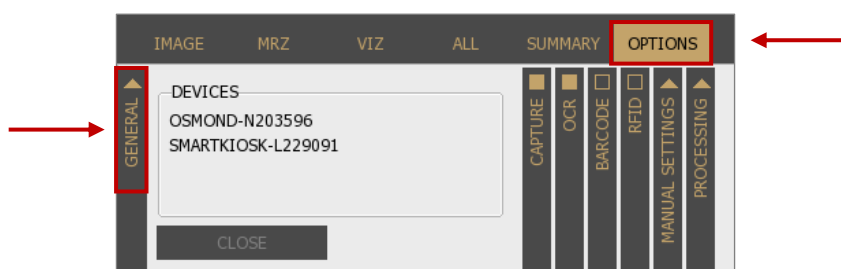 IMAGE MRZ VIZ ALL SUMMARY OPTIONS
GENERAL
DEVICES
OSMOND-N203596
SMARTKIOSK-L229091
CLOSE
CAPTURE
OCR
BARCODE
RFID
MANUAL SETTINGS
PROCESSING